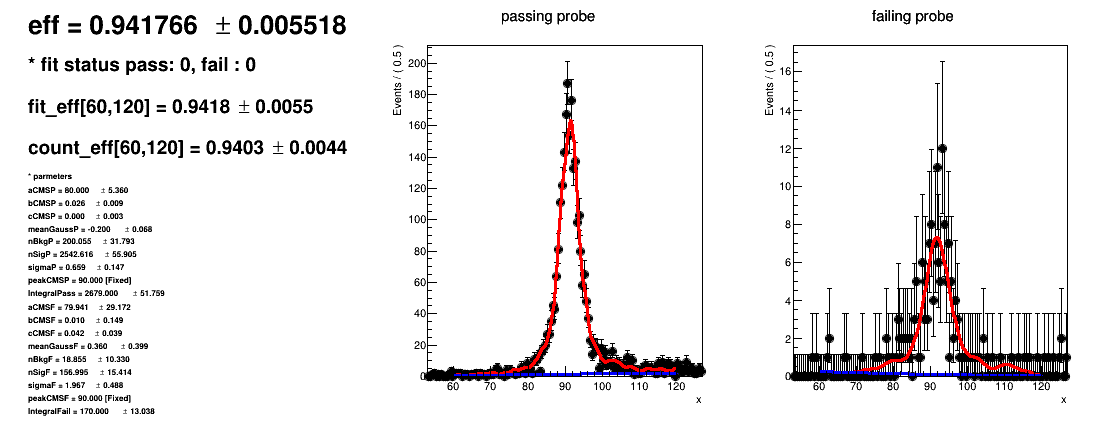 eff = 0.941766 ± 0.005518
* fit status pass: 0, fail : 0
fit_eff[60,120] = 0.9418 ± 0.0055
count_eff[60,120] = 0.9403 ± 0.0044
* parmeters
aCMSP = 80.000 ± 5.360
bCMSP = 0.026 ± 0.009
cCMSP = 0.000 ± 0.003
meanGaussP = -0.200 ± 0.068
nBkgP = 200.055 ± 31.793
nSigP = 2542.616 ± 55.905
sigmaP = 0.659 ± 0.147
peakCMSP = 90.000 [Fixed]
IntegralPass = 2679.000 ± 51.759
aCMSF = 79.941 ± 29.172
bCMSF = 0.010 ± 0.149
cCMSF = 0.042 ± 0.039
meanGaussF = 0.360 ± 0.399
nBkgF = 18.855 ± 10.330
nSigF = 156.995 ± 15.414
sigmaF = 1.967 ± 0.488
peakCMSF = 90.000 [Fixed]
IntegralFail = 170.000 ± 13.038
passing probe
Events / ( 0.5 )
200
180
160
140
120
100
80
60
40
20
0
60 70 80 90 100 110 120
x
failing probe
Events / ( 0.5 )
16
14
12
10
8
6
4
2
0
60 70 80 90 100 110 120
x